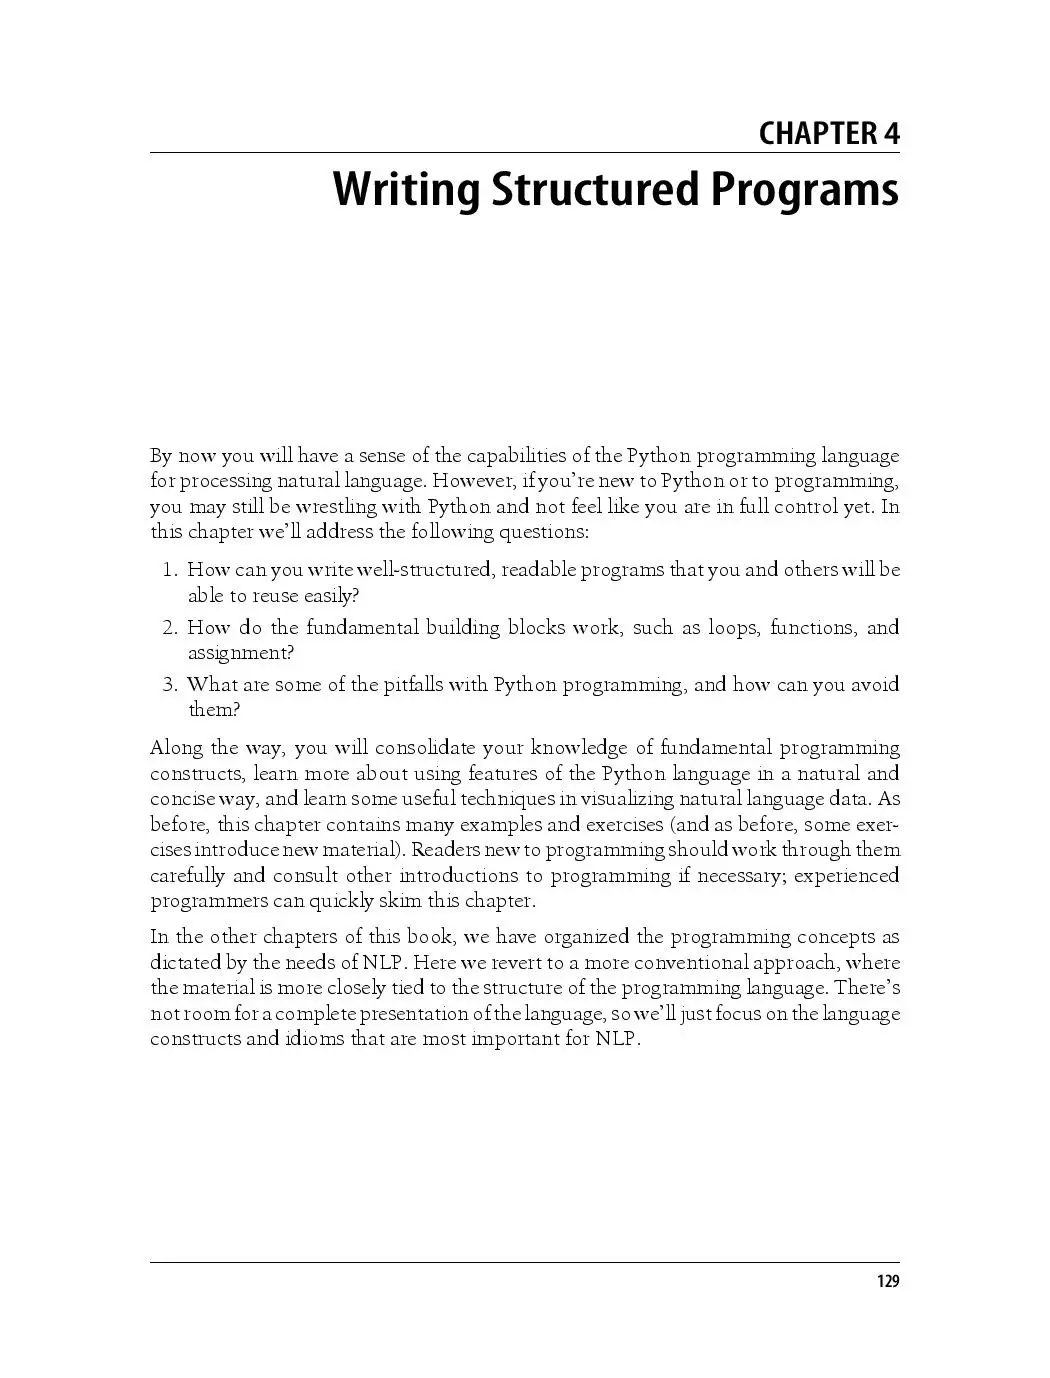 CHAPTER 4
Writing Structured Programs
By now you will have a sense of the capabilities of the Python programming language
for processing natural language. However, if you’re new to Python or to programming,
you may still be wrestling with Python and not feel like you are in full control yet. In
this chapter we’ll address the following questions:
1. How can you write well-structured, readable programs that you and others will be
able to reuse easily?
2. How do the fundamental building blocks work, such as loops, functions, and
assignment?
3. What are some of the pitfalls with Python programming, and how can you avoid
them?
Along the way, you will consolidate your knowledge of fundamental programming
constructs, learn more about using features of the Python language in a natural and
concise way, and learn some useful techniques in visualizing natural language data. As
before, this chapter contains many examples and exercises (and as before, some exer-
cises introduce new material). Readers new to programming should work through them
carefully and consult other introductions to programming if necessary; experienced
programmers can quickly skim this chapter.
In the other chapters of this book, we have organized the programming concepts as
dictated by the needs of NLP. Here we revert to a more conventional approach, where
the material is more closely tied to the structure of the programming language. There’s
not room for a complete presentation of the language, so we’ll just focus on the language
constructs and idioms that are most important for NLP.
129